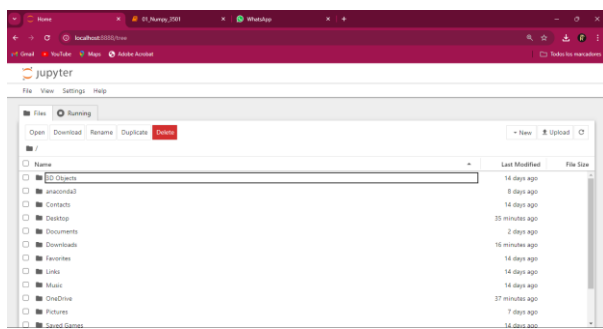 Home
01_Numpy_3501
WhatsApp
localhost:8888/tree
Gmail YouTube Maps Adobe Acrobat Todos los marcadores
jupyter
File View Settings Help
Files Running
Open Download Rename Duplicate Delete New Upload
/
Name Last Modified File Size
3D Objects 14 days ago
anaconda3 8 days ago
Contacts 14 days ago
Desktop 35 minutes ago
Documents 2 days ago
Downloads 16 minutes ago
Favorites 14 days ago
Links 14 days ago
Music 14 days ago
OneDrive 37 minutes ago
Pictures 7 days ago
Saved Games 14 days ago